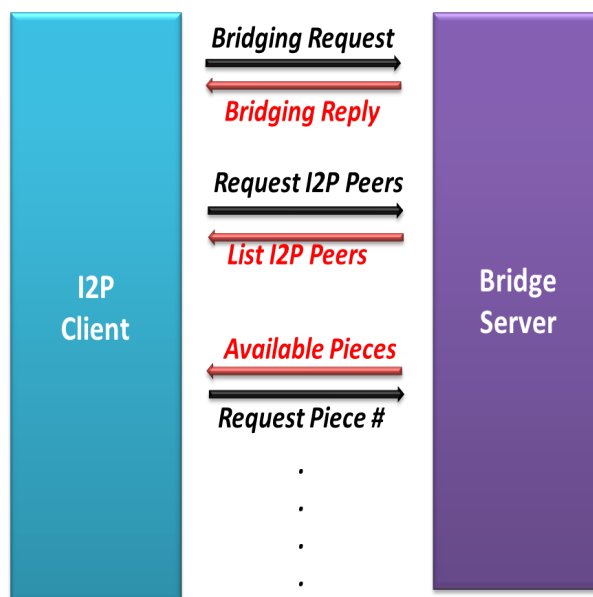 Bridging Request
Bridging Reply
Request I2P Peers
List I2P Peers
I2P
Client
Bridge
Server
Available Pieces
Request Piece #
.
.
.
.